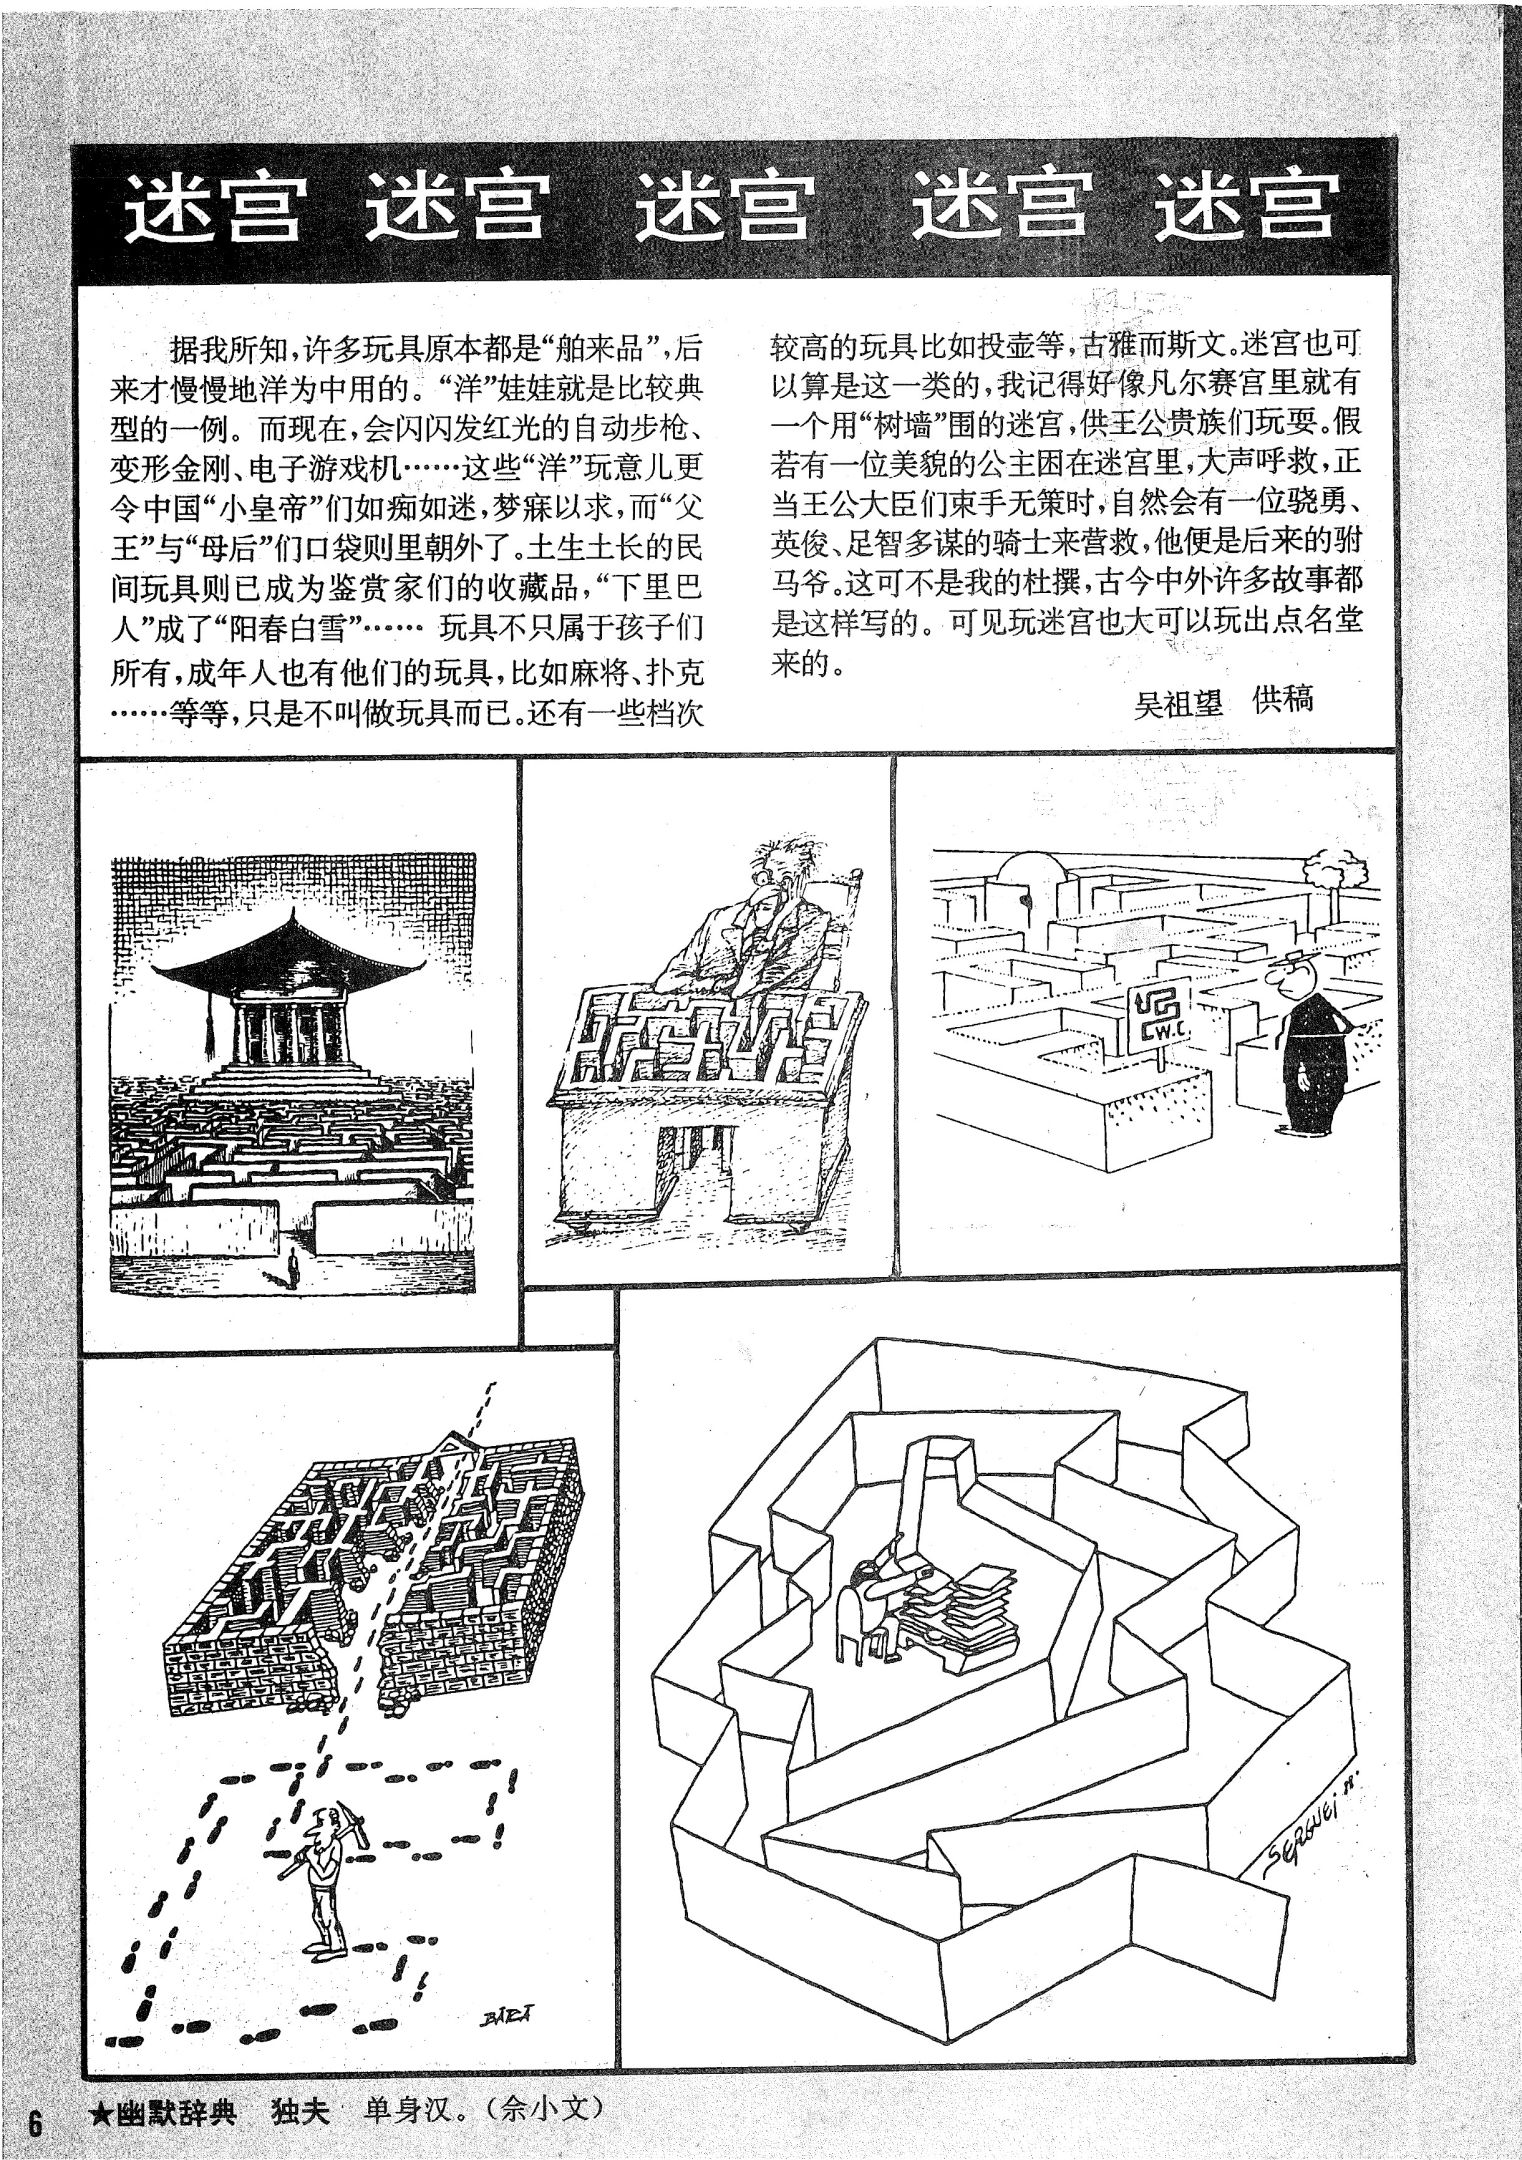 迷宫 迷宫 迷宫 迷宫 迷宫
据我所知，许多玩具原本都是“舶来品”，后
来才慢慢地洋为中用的。“洋”娃娃就是比较典
型的一例。而现在，会闪闪发红光的自动步枪、
变形金刚、电子游戏机……这些“洋”玩意儿更
令中国“小皇帝”们如痴如迷，梦寐以求，而“父
王”与“母后”们口袋则里朝外了。土生土长的民
间玩具则已成为鉴赏家们的收藏品，“下里巴
人”成了“阳春白雪”…… 玩具不只属于孩子们
所有，成年人也有他们的玩具，比如麻将、扑克
……等等，只是不叫做玩具而已。还有一些档次
较高的玩具比如投壶等，古雅而斯文。迷宫也可
以算是这一类的，我记得好像凡尔赛宫里就有
一个用“树墙”围的迷宫，供王公贵族们玩耍。假
若有一位美貌的公主困在迷宫里，大声呼救，正
当王公大臣们束手无策时，自然会有一位骁勇、
英俊、足智多谋的骑士来营救，他便是后来的驸
马爷。这可不是我的杜撰，古今中外许多故事都
是这样写的。可见玩迷宫也大可以玩出点名堂
来的。
吴祖望 供稿
W.C.
BARA
SERGUEI 88.
★幽默辞典 独夫 单身汉。（佘小文）
6